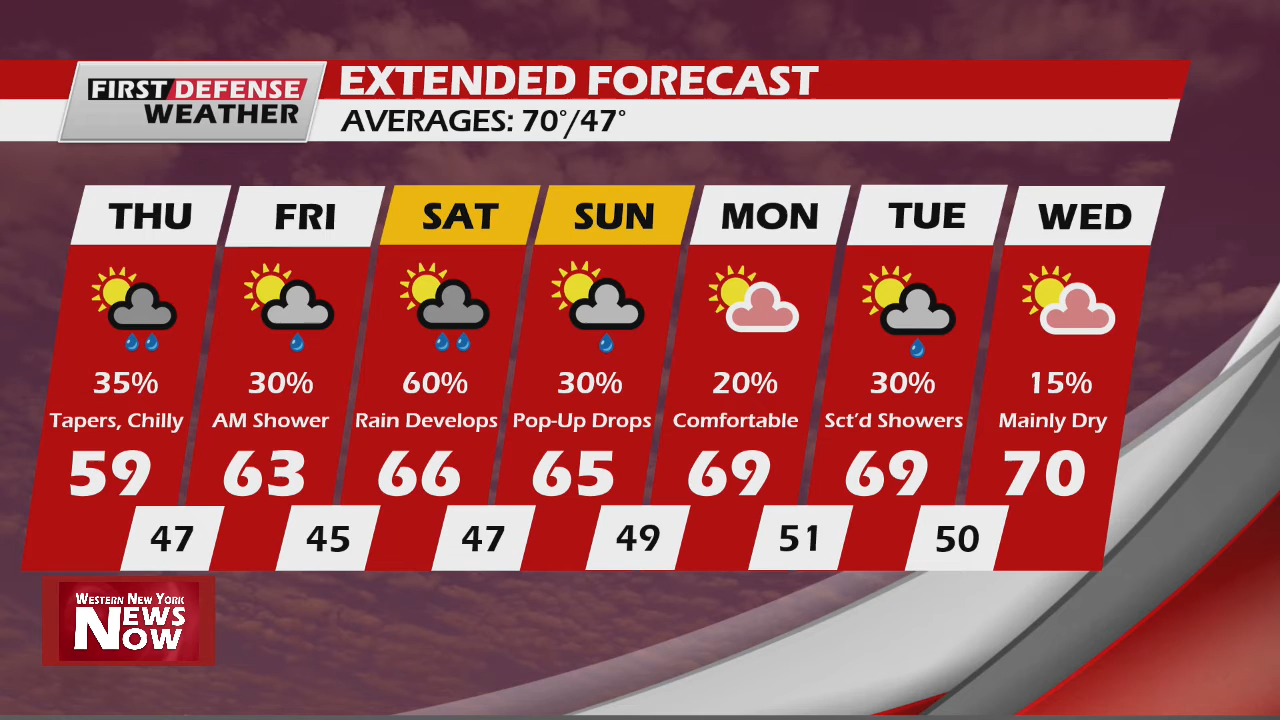 FIRST DEFENSE
WEATHER
EXTENDED FORECAST
AVERAGES: 70°/47°
THU FRI SAT SUN MON TUE WED
35% 30% 60% 30% 20% 30% 15%
Tapers, Chilly AM Shower Rain Develops Pop-Up Drops Comfortable Sct'd Showers Mainly Dry
59 63 66 65 69 69 70
47 45 47 49 51 50
WESTERN NEW YORK
NEWS
NOW